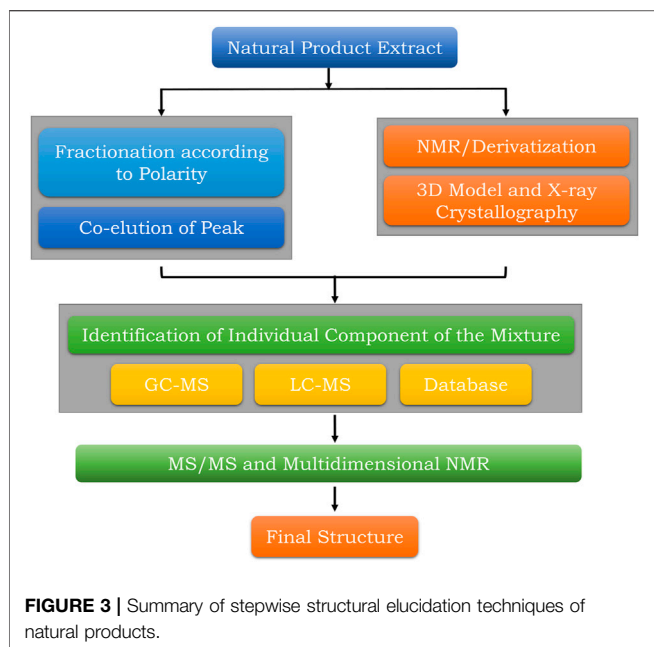 Natural Product Extract
Fractionation according
to Polarity
Co-elution of Peak
NMR/Derivatization
3D Model and X-ray
Crystallography
Identification of Individual Component of the Mixture
GC-MS
LC-MS
Database
MS/MS and Multidimensional NMR
Final Structure
FIGURE 3 | Summary of stepwise structural elucidation techniques of
natural products.